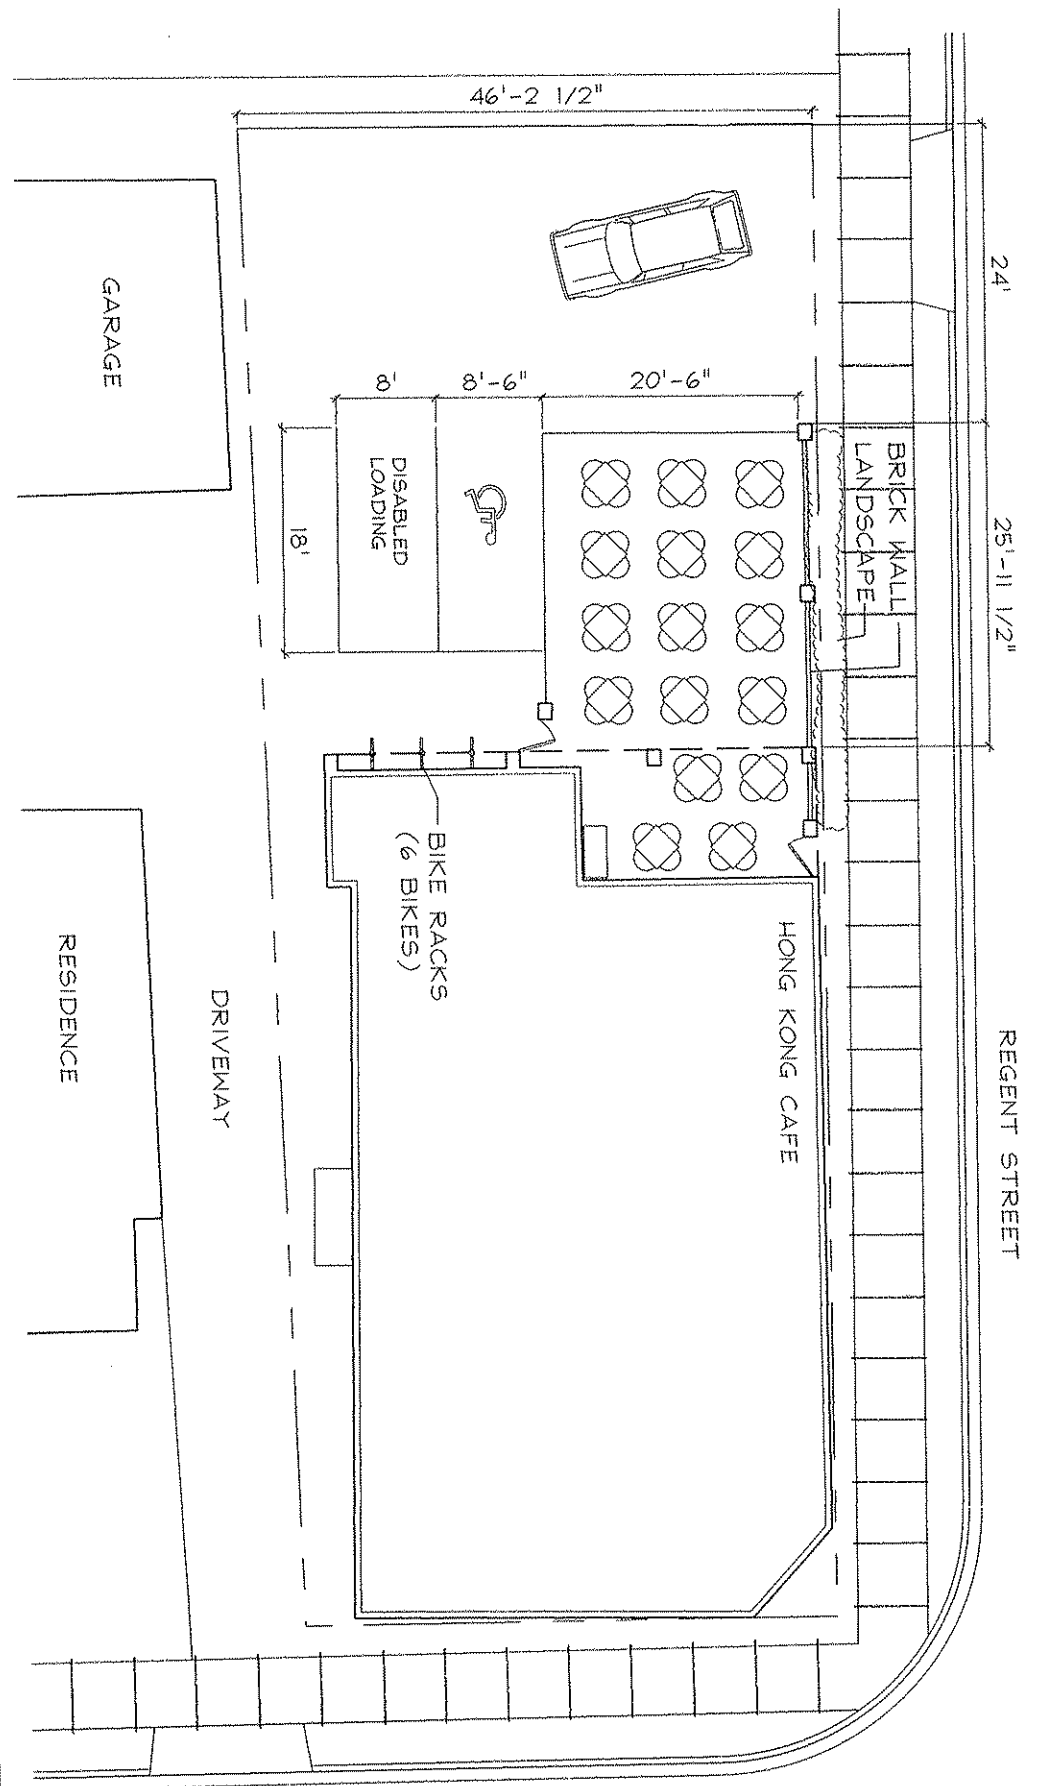 46'-2 1/2"
24'
GARAGE
8'
8'-6"
20'-6"
BRICK WALL
LANDSCAPE
DISABLED
LOADING
18'
25'-11 1/2"
BIKE RACKS
(6 BIKES)
HONG KONG CAFE
RESIDENCE
DRIVEWAY
REGENT STREET